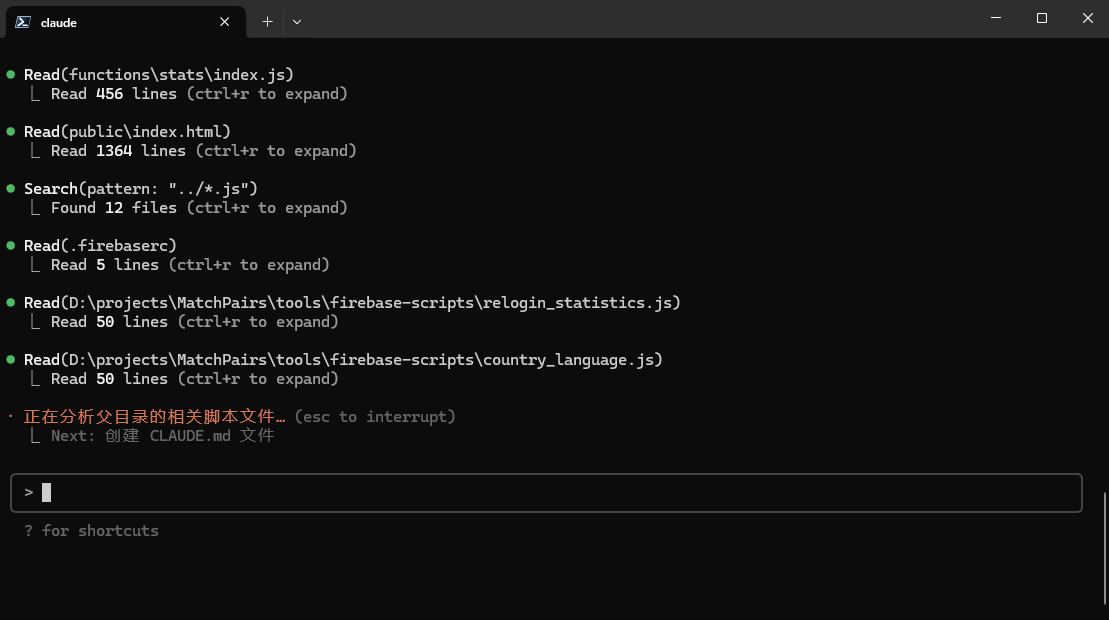 claude
Read(functions\stats\index.js)
Read 456 lines (ctrl+r to expand)
Read(public\index.html)
Read 1364 lines (ctrl+r to expand)
Search(pattern: "../*.js")
Found 12 files (ctrl+r to expand)
Read(.firebaserc)
Read 5 lines (ctrl+r to expand)
Read(D:\projects\MatchPairs\tools\firebase-scripts\relogin_statistics.js)
Read 50 lines (ctrl+r to expand)
Read(D:\projects\MatchPairs\tools\firebase-scripts\country_language.js)
Read 50 lines (ctrl+r to expand)
· 正在分析父目录的相关脚本文件… (esc to interrupt)
Next: 创建 CLAUDE.md 文件
>
? for shortcuts